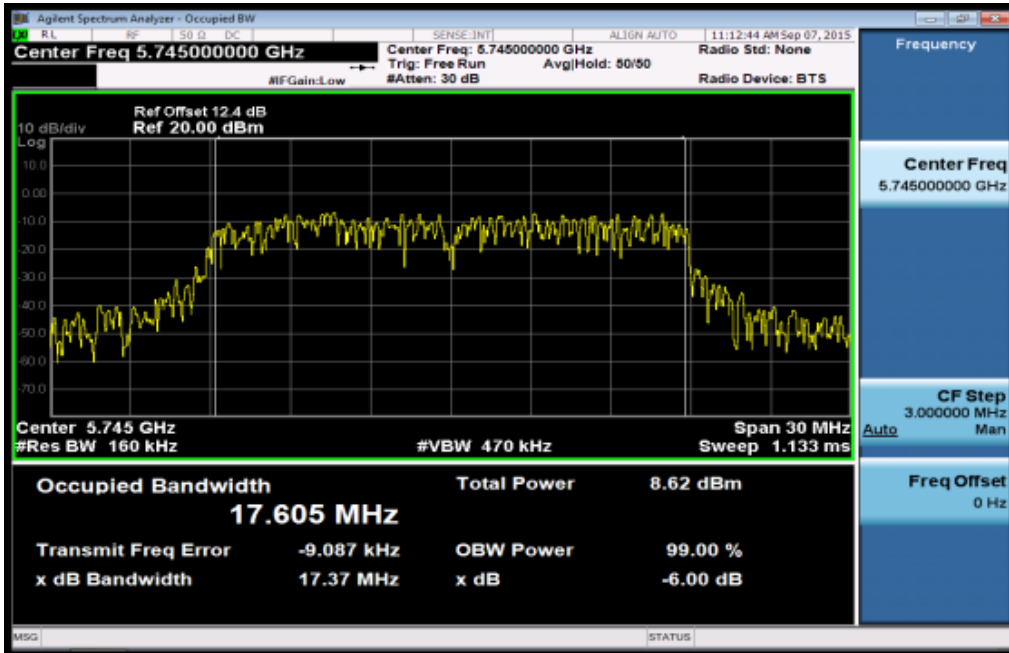 Agilent Spectrum Analyzer - Occupied BW
RL RF 50 Ω DC SENSE:INT ALIGN AUTO 11:12:44 AM Sep 07, 2015
Center Freq 5.745000000 GHz
Center Freq: 5.745000000 GHz
Radio Std: None
Trig: Free Run Avg|Hold: 50/50
#IFGain:Low
#Atten: 30 dB
Radio Device: BTS
Frequency
Ref Offset 12.4 dB
10 dB/div Ref 20.00 dBm
Log
10.0
0.00
-10.0
-20.0
-30.0
-40.0
-50.0
-60.0
-70.0
Center 5.745 GHz Span 30 MHz
#Res BW 160 kHz #VBW 470 kHz Sweep 1.133 ms
Occupied Bandwidth Total Power 8.62 dBm
17.605 MHz
Transmit Freq Error -9.087 kHz OBW Power 99.00 %
x dB Bandwidth 17.37 MHz x dB -6.00 dB
Center Freq
5.745000000 GHz
CF Step
3.000000 MHz
Auto Man
Freq Offset
0 Hz
MSG STATUS